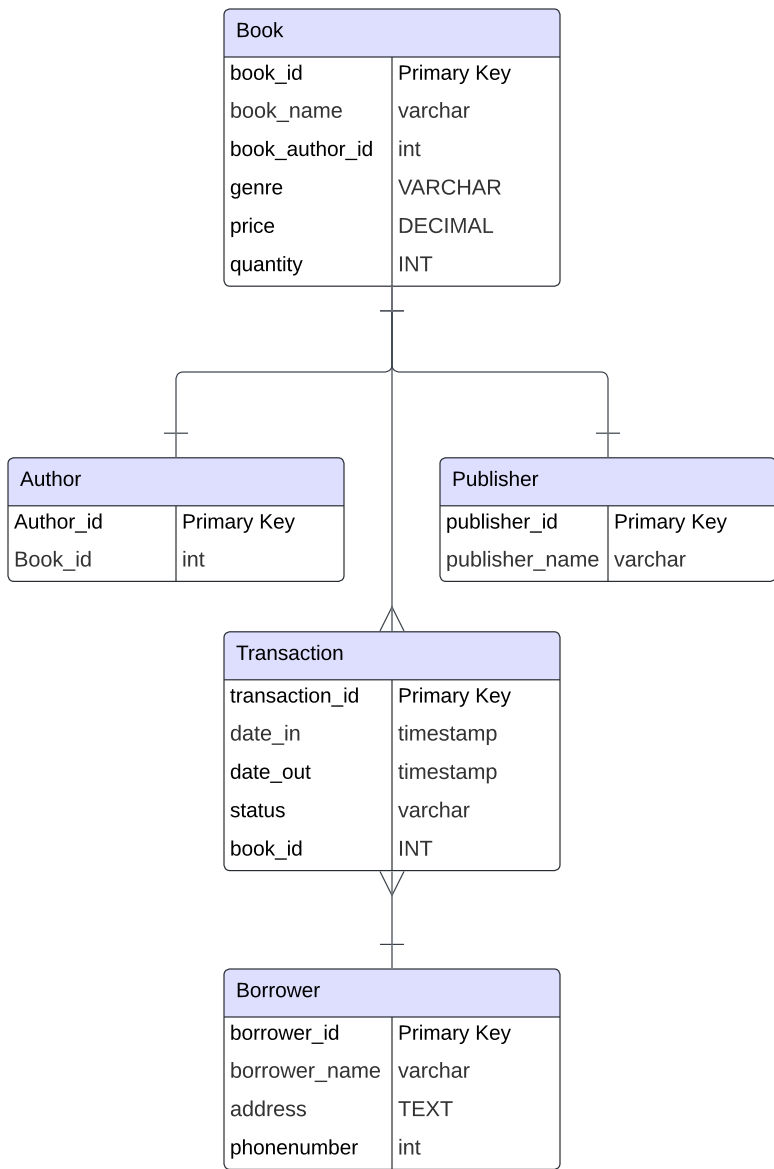 Book
book_id Primary Key
book_name varchar
book_author_id int
genre VARCHAR
price DECIMAL
quantity INT
Author
Author_id Primary Key
Book_id int
Publisher
publisher_id Primary Key
publisher_name varchar
Transaction
transaction_id Primary Key
date_in timestamp
date_out timestamp
status varchar
book_id INT
Borrower
borrower_id Primary Key
borrower_name varchar
address TEXT
phonenumber int